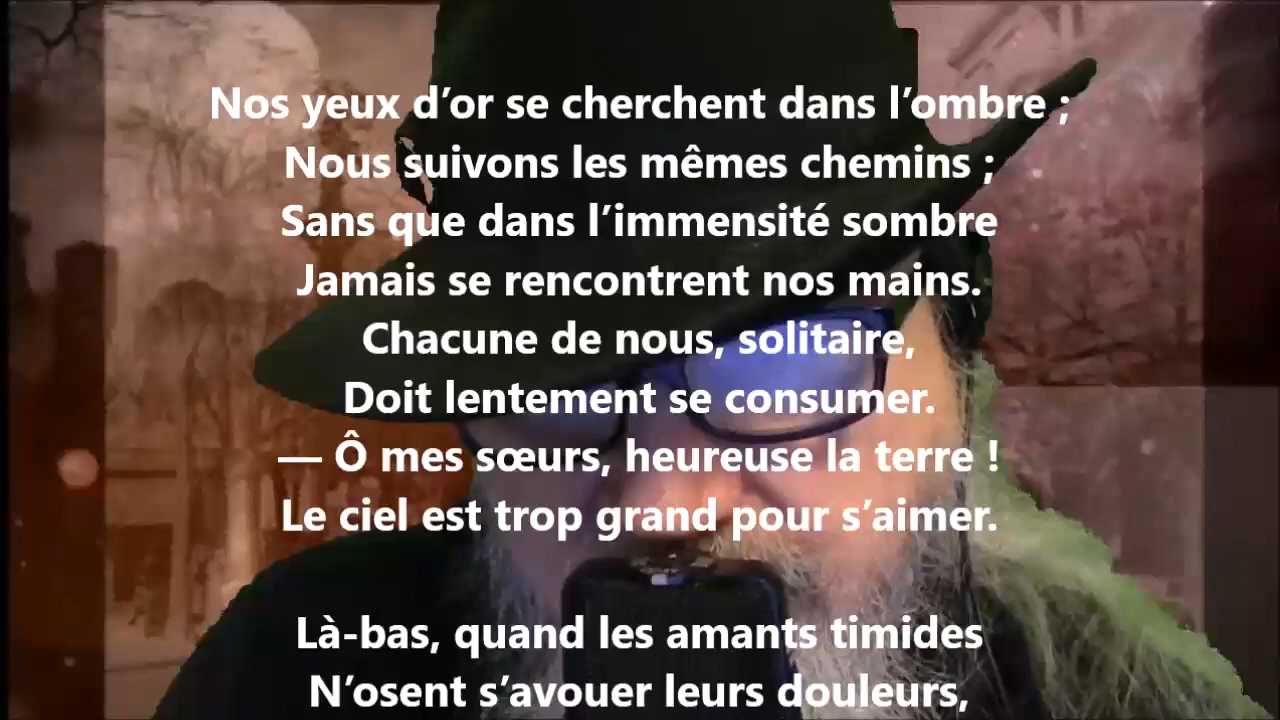 Nos yeux d’or se cherchent dans l’ombre ;
Nous suivons les mêmes chemins ;
Sans que dans l’immensité sombre
Jamais se rencontrent nos mains.
Chacune de nous, solitaire,
Doit lentement se consumer.
— Ô mes sœurs, heureuse la terre !
Le ciel est trop grand pour s’aimer.
Là-bas, quand les amants timides
N’osent s’avouer leurs douleurs,